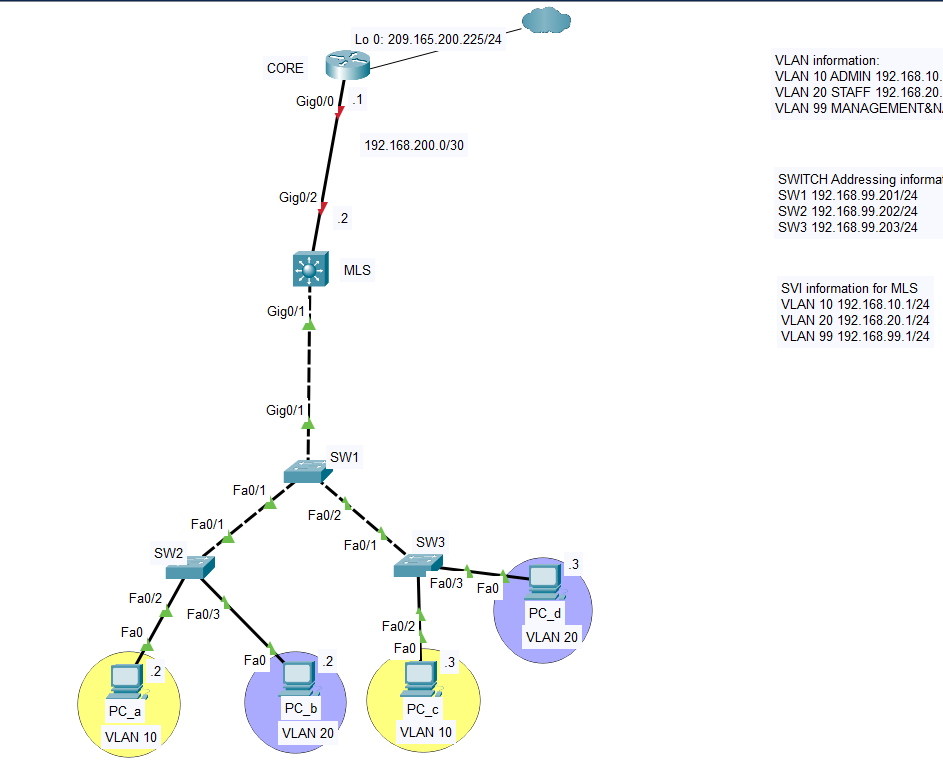 Lo 0: 209.165.200.225/24
CORE
Gig0/0
.1
192.168.200.0/30
Gig0/2
.2
MLS
Gig0/1
Gig0/1
SW1
Fa0/1
Fa0/2
Fa0/1
Fa0/1
SW2
SW3
Fa0/2
Fa0/3
Fa0/3
Fa0
.3
PC_d
VLAN 20
Fa0
Fa0
.2
.2
PC_a
VLAN 10
PC_b
VLAN 20
Fa0/2
Fa0
.3
PC_c
VLAN 10
VLAN information:
VLAN 10 ADMIN 192.168.10.
VLAN 20 STAFF 192.168.20.
VLAN 99 MANAGEMENT&N
SWITCH Addressing informa
SW1 192.168.99.201/24
SW2 192.168.99.202/24
SW3 192.168.99.203/24
SVI information for MLS
VLAN 10 192.168.10.1/24
VLAN 20 192.168.20.1/24
VLAN 99 192.168.99.1/24